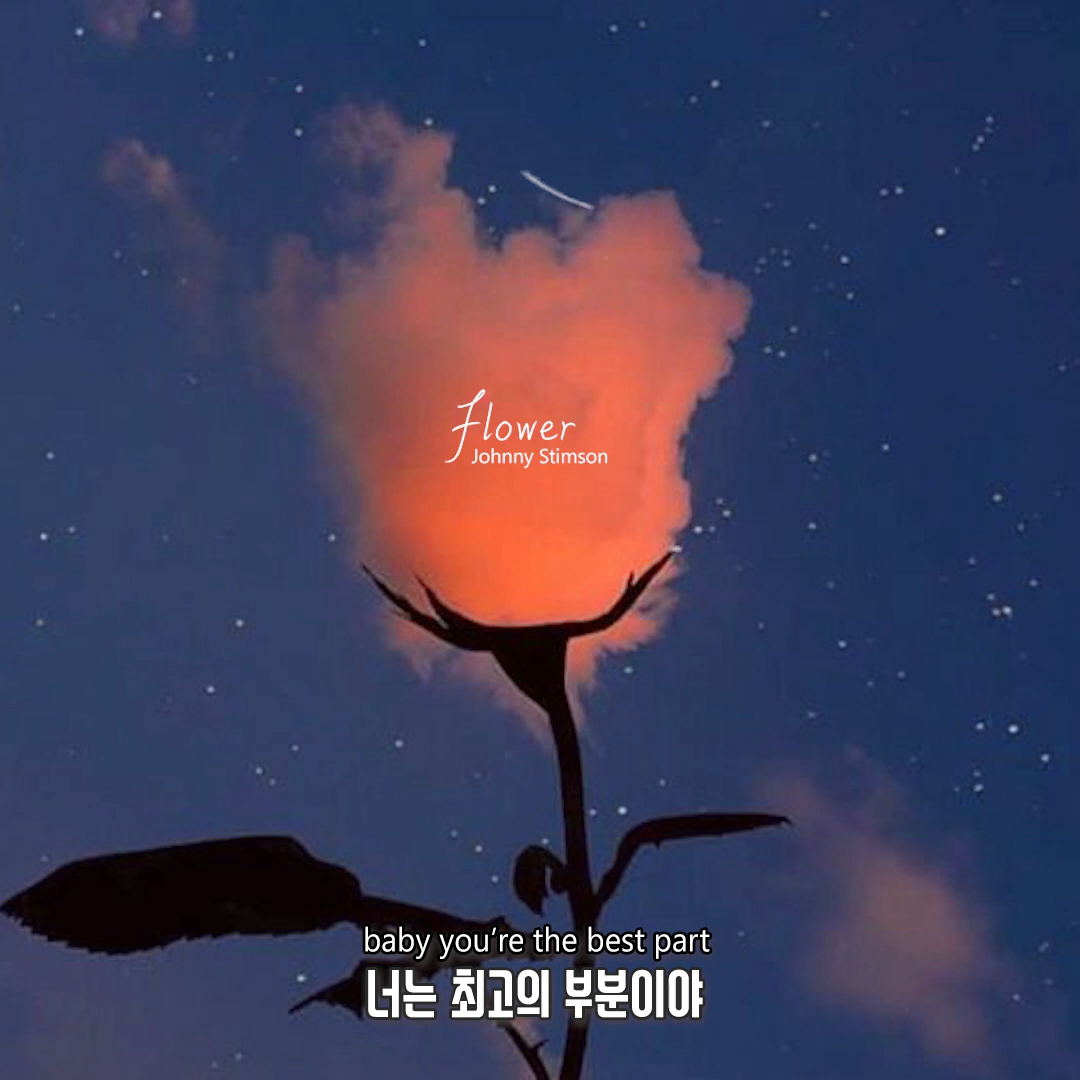 Flower
Johnny Stimson
baby you're the best part
너는 최고의 부분이야